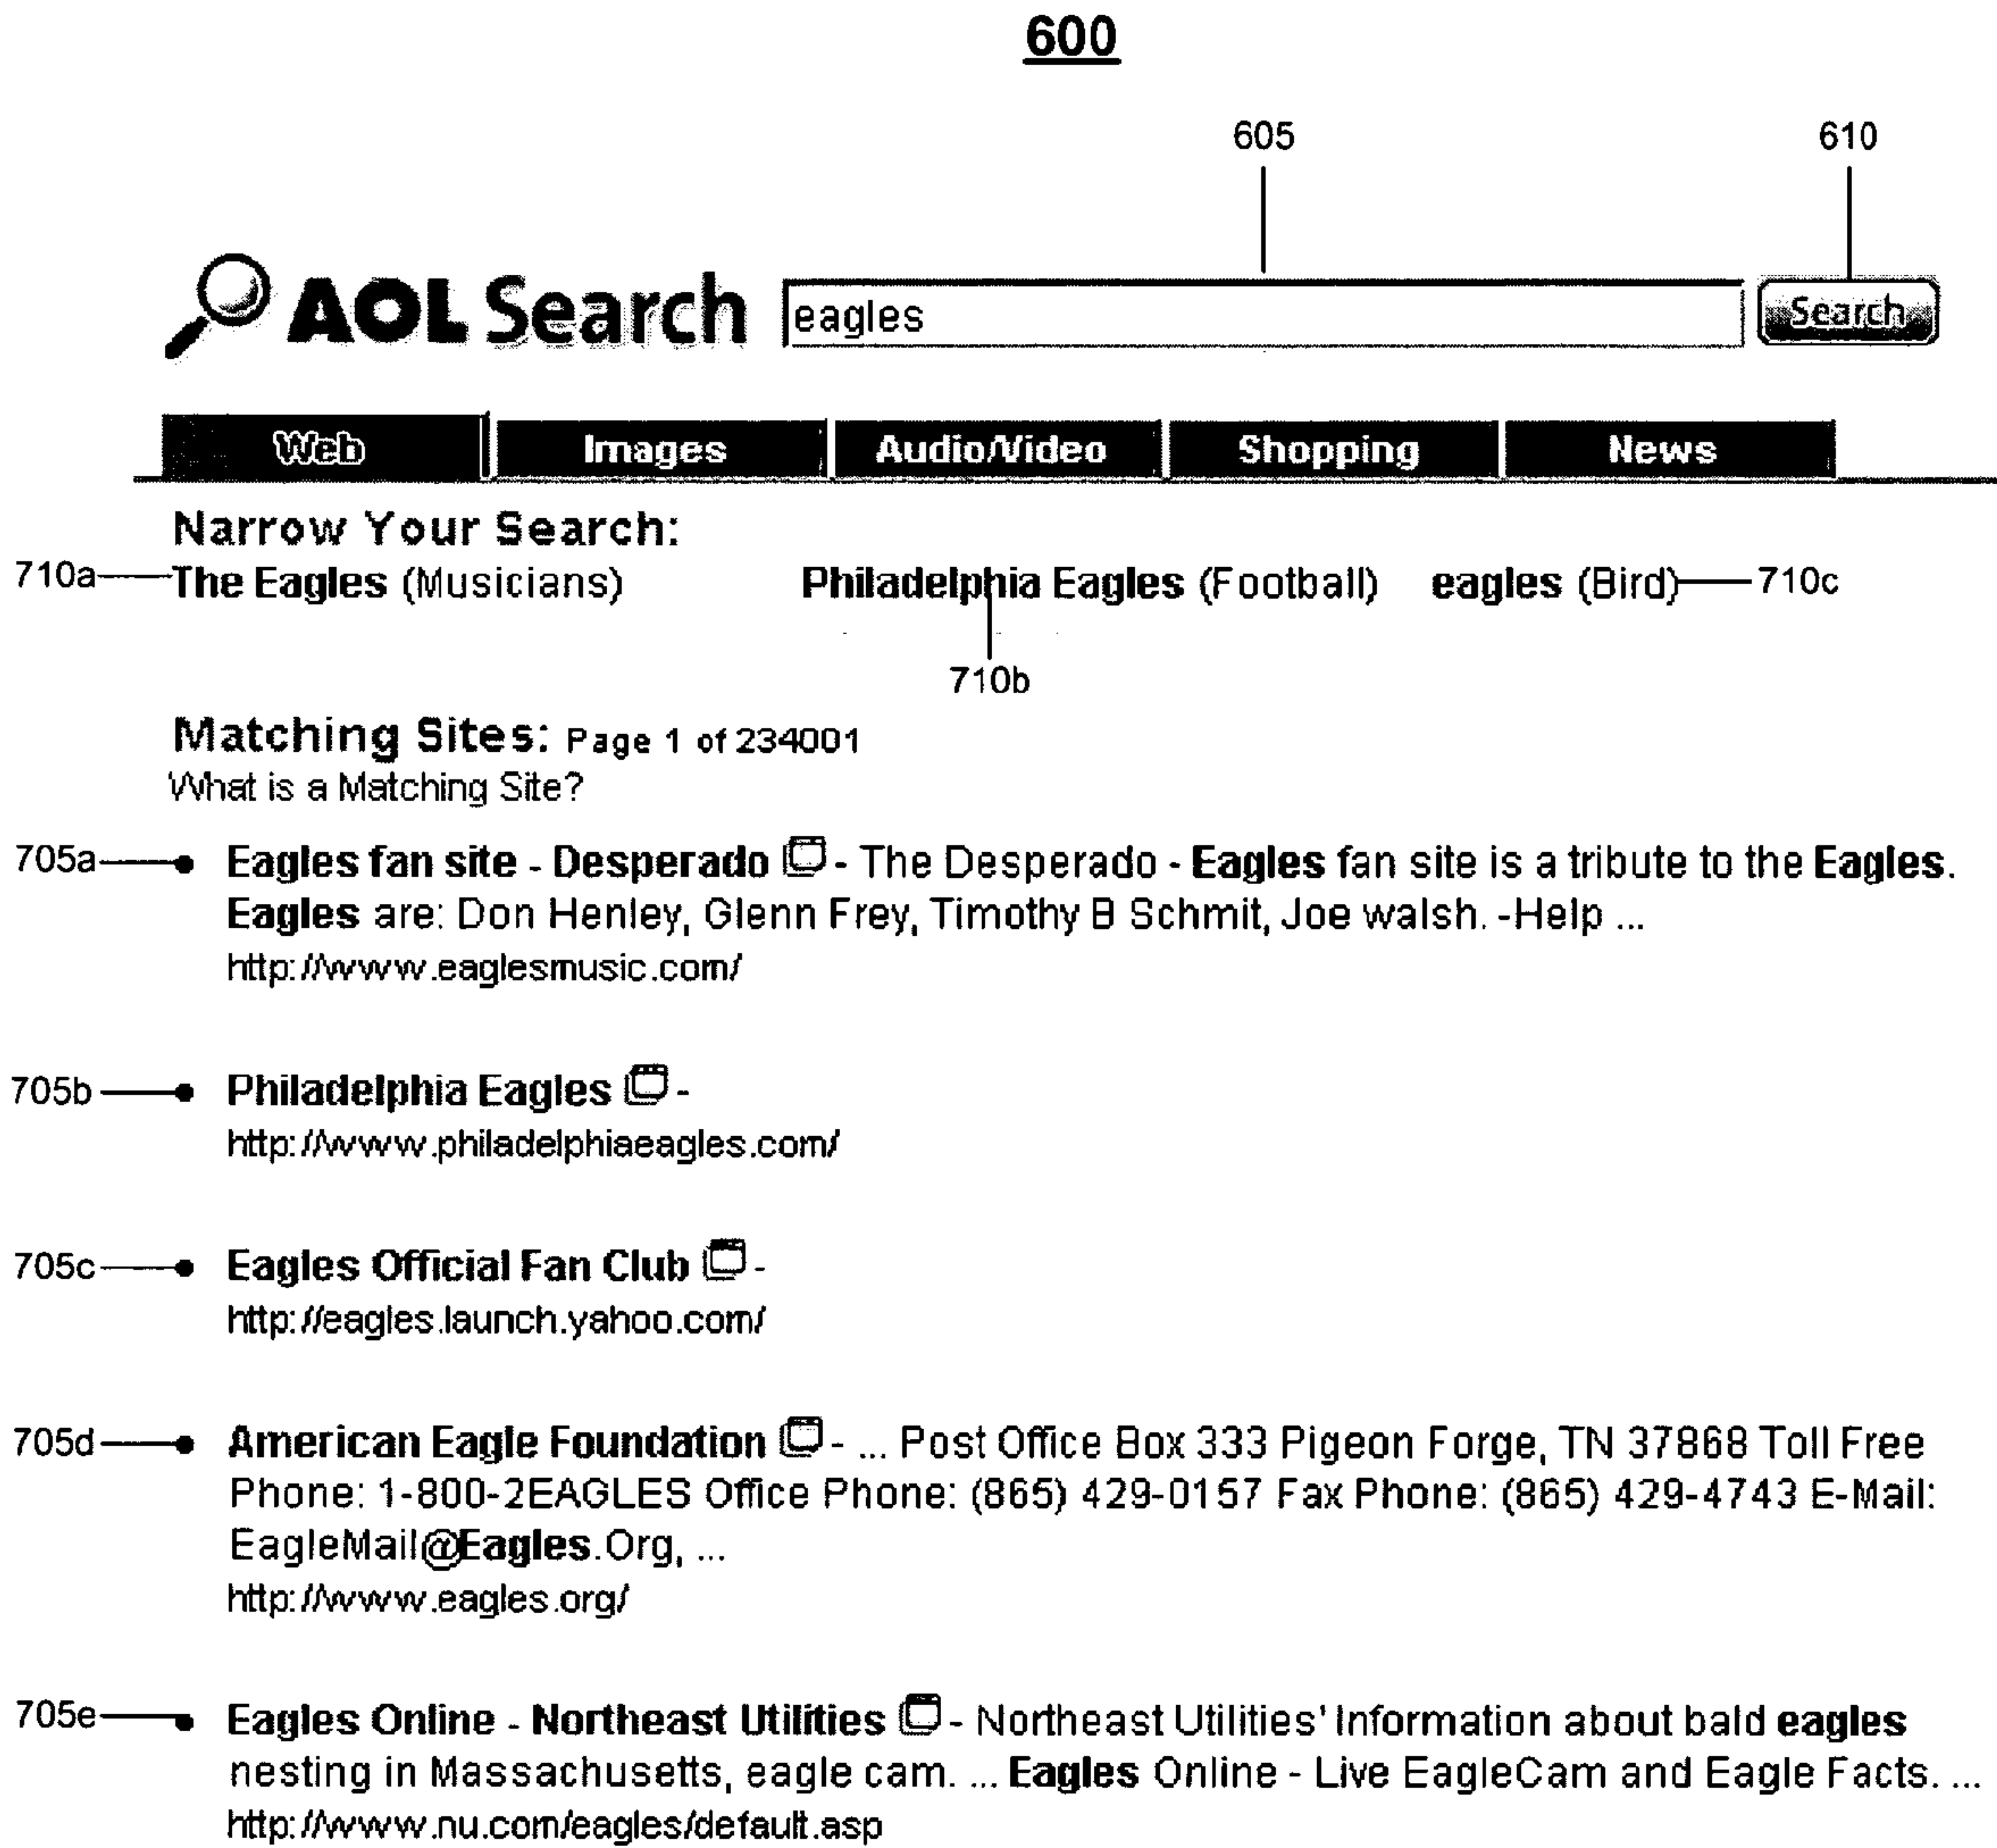 600
605 610
AOL Search eagles Search
Web Images Audio/Video Shopping News
Narrow Your Search:
710a The Eagles (Musicians) Philadelphia Eagles (Football) eagles (Bird) 710c
710b
Matching Sites: Page 1 of 234001
What is a Matching Site?
705a • Eagles fan site - Desperado - The Desperado - Eagles fan site is a tribute to the Eagles.
Eagles are: Don Henley, Glenn Frey, Timothy B Schmit, Joe walsh. -Help ...
http://www.eaglesmusic.com/
705b • Philadelphia Eagles -
http://www.philadelphiaeagles.com/
705c • Eagles Official Fan Club -
http://eagles.launch.yahoo.com/
705d • American Eagle Foundation - ... Post Office Box 333 Pigeon Forge, TN 37868 Toll Free
Phone: 1-800-2EAGLES Office Phone: (865) 429-0157 Fax Phone: (865) 429-4743 E-Mail:
EagleMail@Eagles.Org, ...
http://www.eagles.org/
705e • Eagles Online - Northeast Utilities - Northeast Utilities' Information about bald eagles
nesting in Massachusetts, eagle cam. ... Eagles Online - Live EagleCam and Eagle Facts. ...
http://www.nu.com/eagles/default.asp